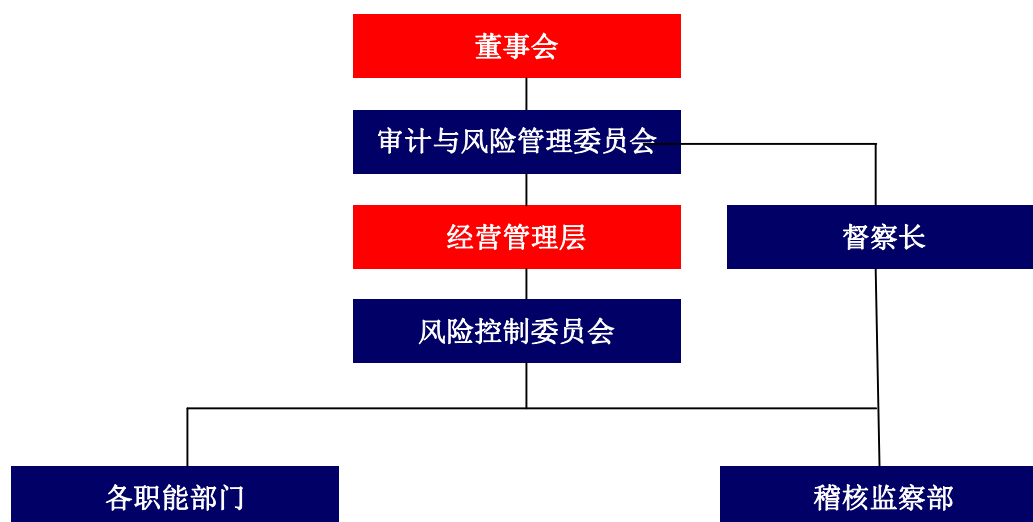 董事会
审计与风险管理委员会
经营管理层
督察长
风险控制委员会
各职能部门
稽核监察部